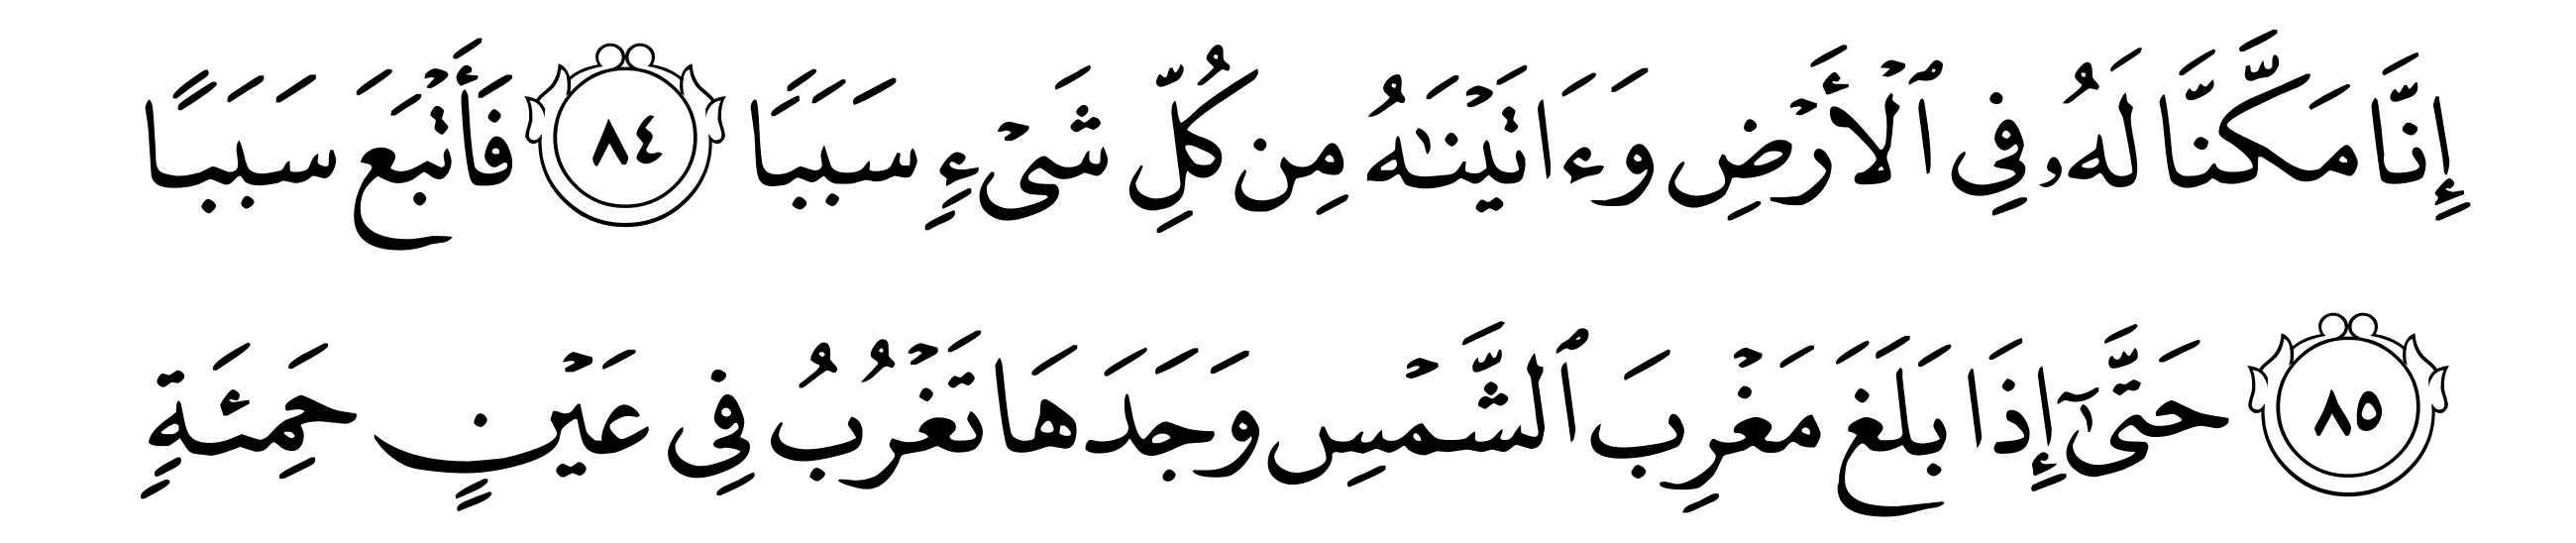 إِنَّا مَكَّنَّا لَهُۥ فِى ٱلْأَرْضِ وَءَاتَيْنَـٰهُ مِن كُلِّ شَىْءٍ سَبَبًا ٨٤ فَأَتْبَعَ سَبَبًا
٨٥ حَتَّىٰٓ إِذَا بَلَغَ مَغْرِبَ ٱلشَّمْسِ وَجَدَهَا تَغْرُبُ فِى عَيْنٍ حَمِئَةٍ